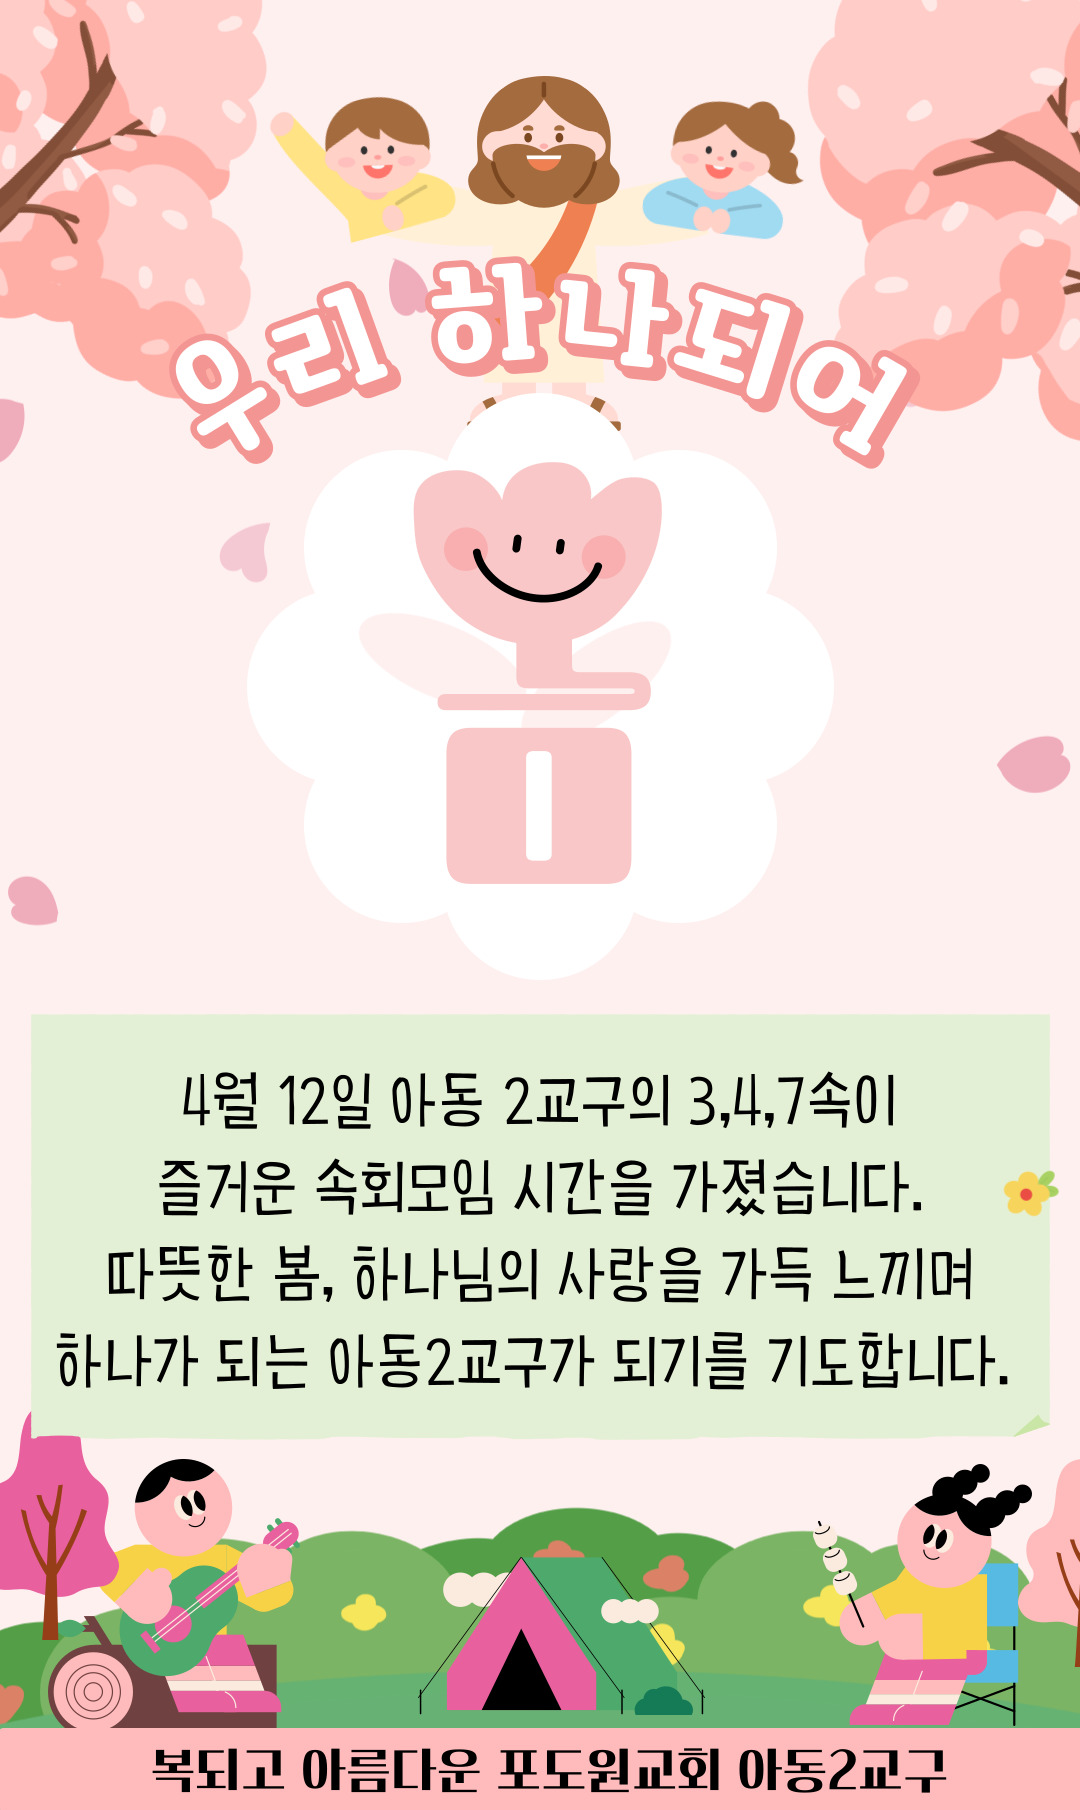 우리 하나되어
봄
4월 12일 아동 2교구의 3,4,7속이
즐거운 속회모임 시간을 가졌습니다.
따뜻한 봄, 하나님의 사랑을 가득 느끼며
하나가 되는 아동2교구가 되기를 기도합니다.
복되고 아름다운 포도원교회 아동2교구